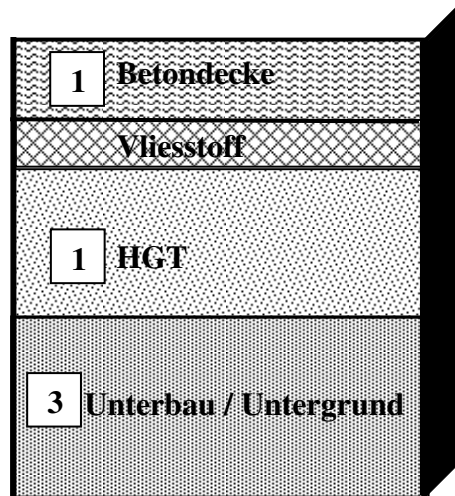 1 Betondecke
Vliesstoff
1 HGT
3 Unterbau / Untergrund